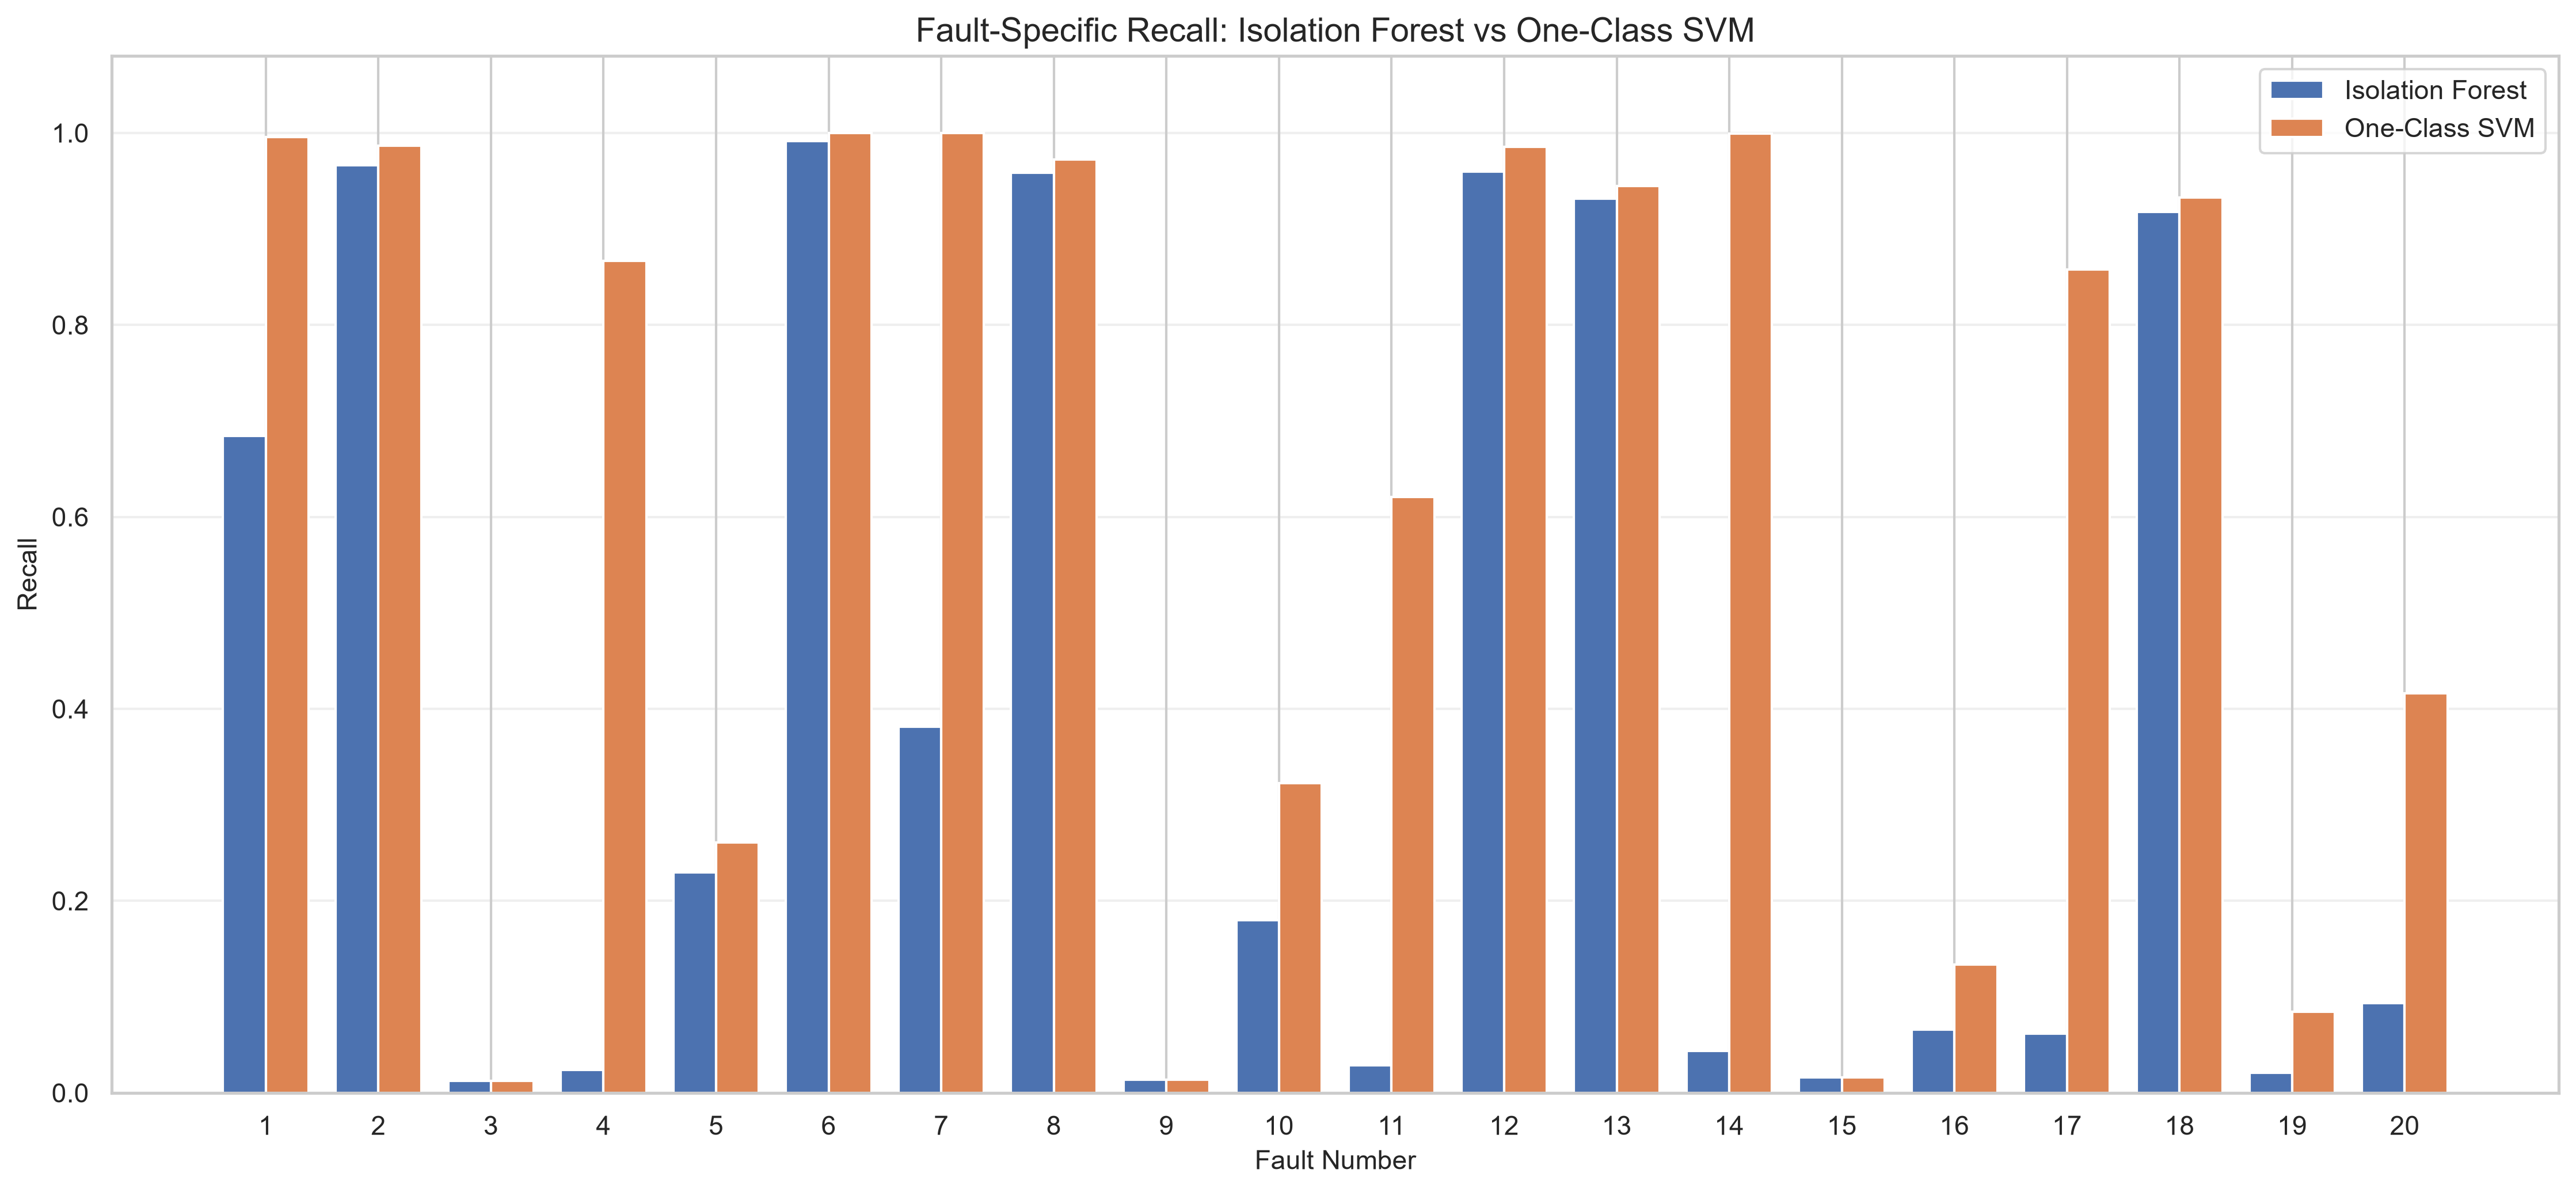 Fault-Specific Recall: Isolation Forest vs One-Class SVM
Isolation Forest
One-Class SVM
1.0
0.8
0.6
0.4
0.2
0.0
Recall
1 2 3 4 5 6 7 8 9 10 11 12 13 14 15 16 17 18 19 20
Fault Number